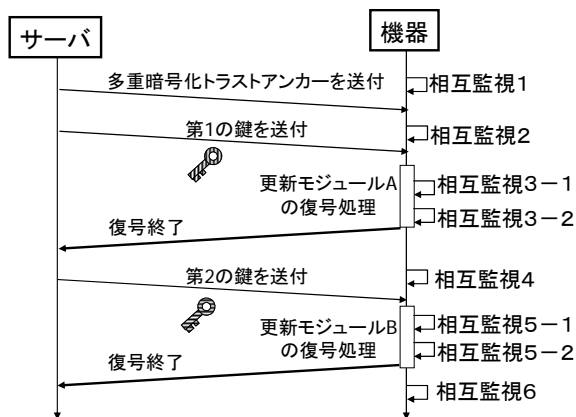 サーバ
機器
多重暗号化トラストアンカーを送付
相互監視1
第1の鍵を送付
相互監視2
更新モジュールA
の復号処理
相互監視3－1
相互監視3－2
復号終了
第2の鍵を送付
相互監視4
更新モジュールB
の復号処理
相互監視5－1
相互監視5－2
復号終了
相互監視6